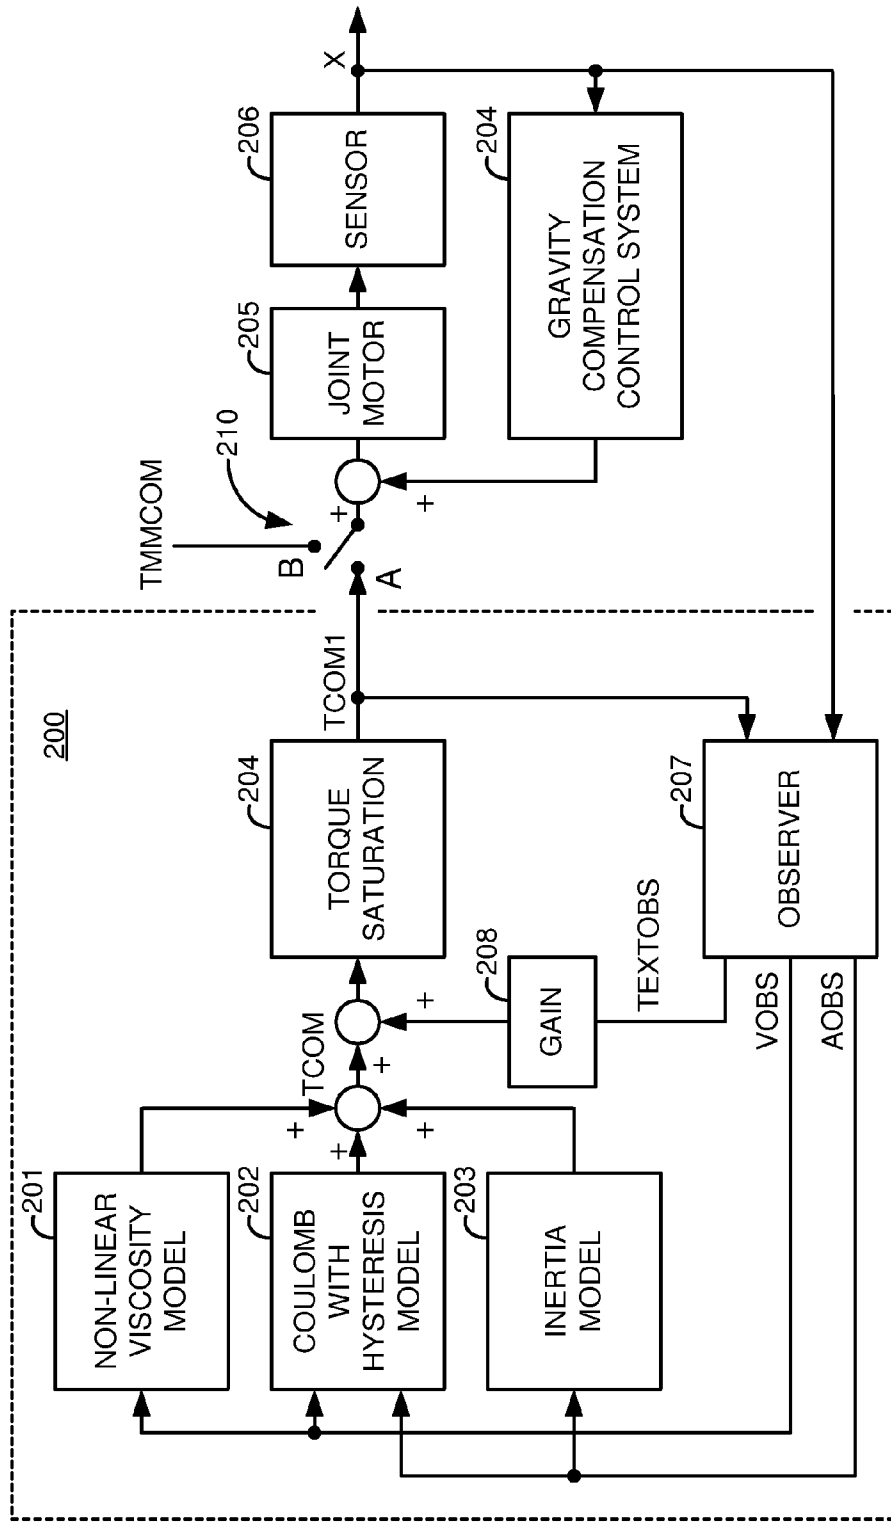 200
201
NON-LINEAR
VISCOSITY
MODEL
202
COULOMB
WITH
HYSTERESIS
MODEL
203
INERTIA
MODEL
+
+
+
TCOM
+
+
208
GAIN
204
TORQUE
SATURATION
TCOM1
TEXTOBS
VOBS
AOBS
207
OBSERVER
TMMCOM
B
A
210
+
+
205
JOINT
MOTOR
206
SENSOR
X
204
GRAVITY
COMPENSATION
CONTROL SYSTEM